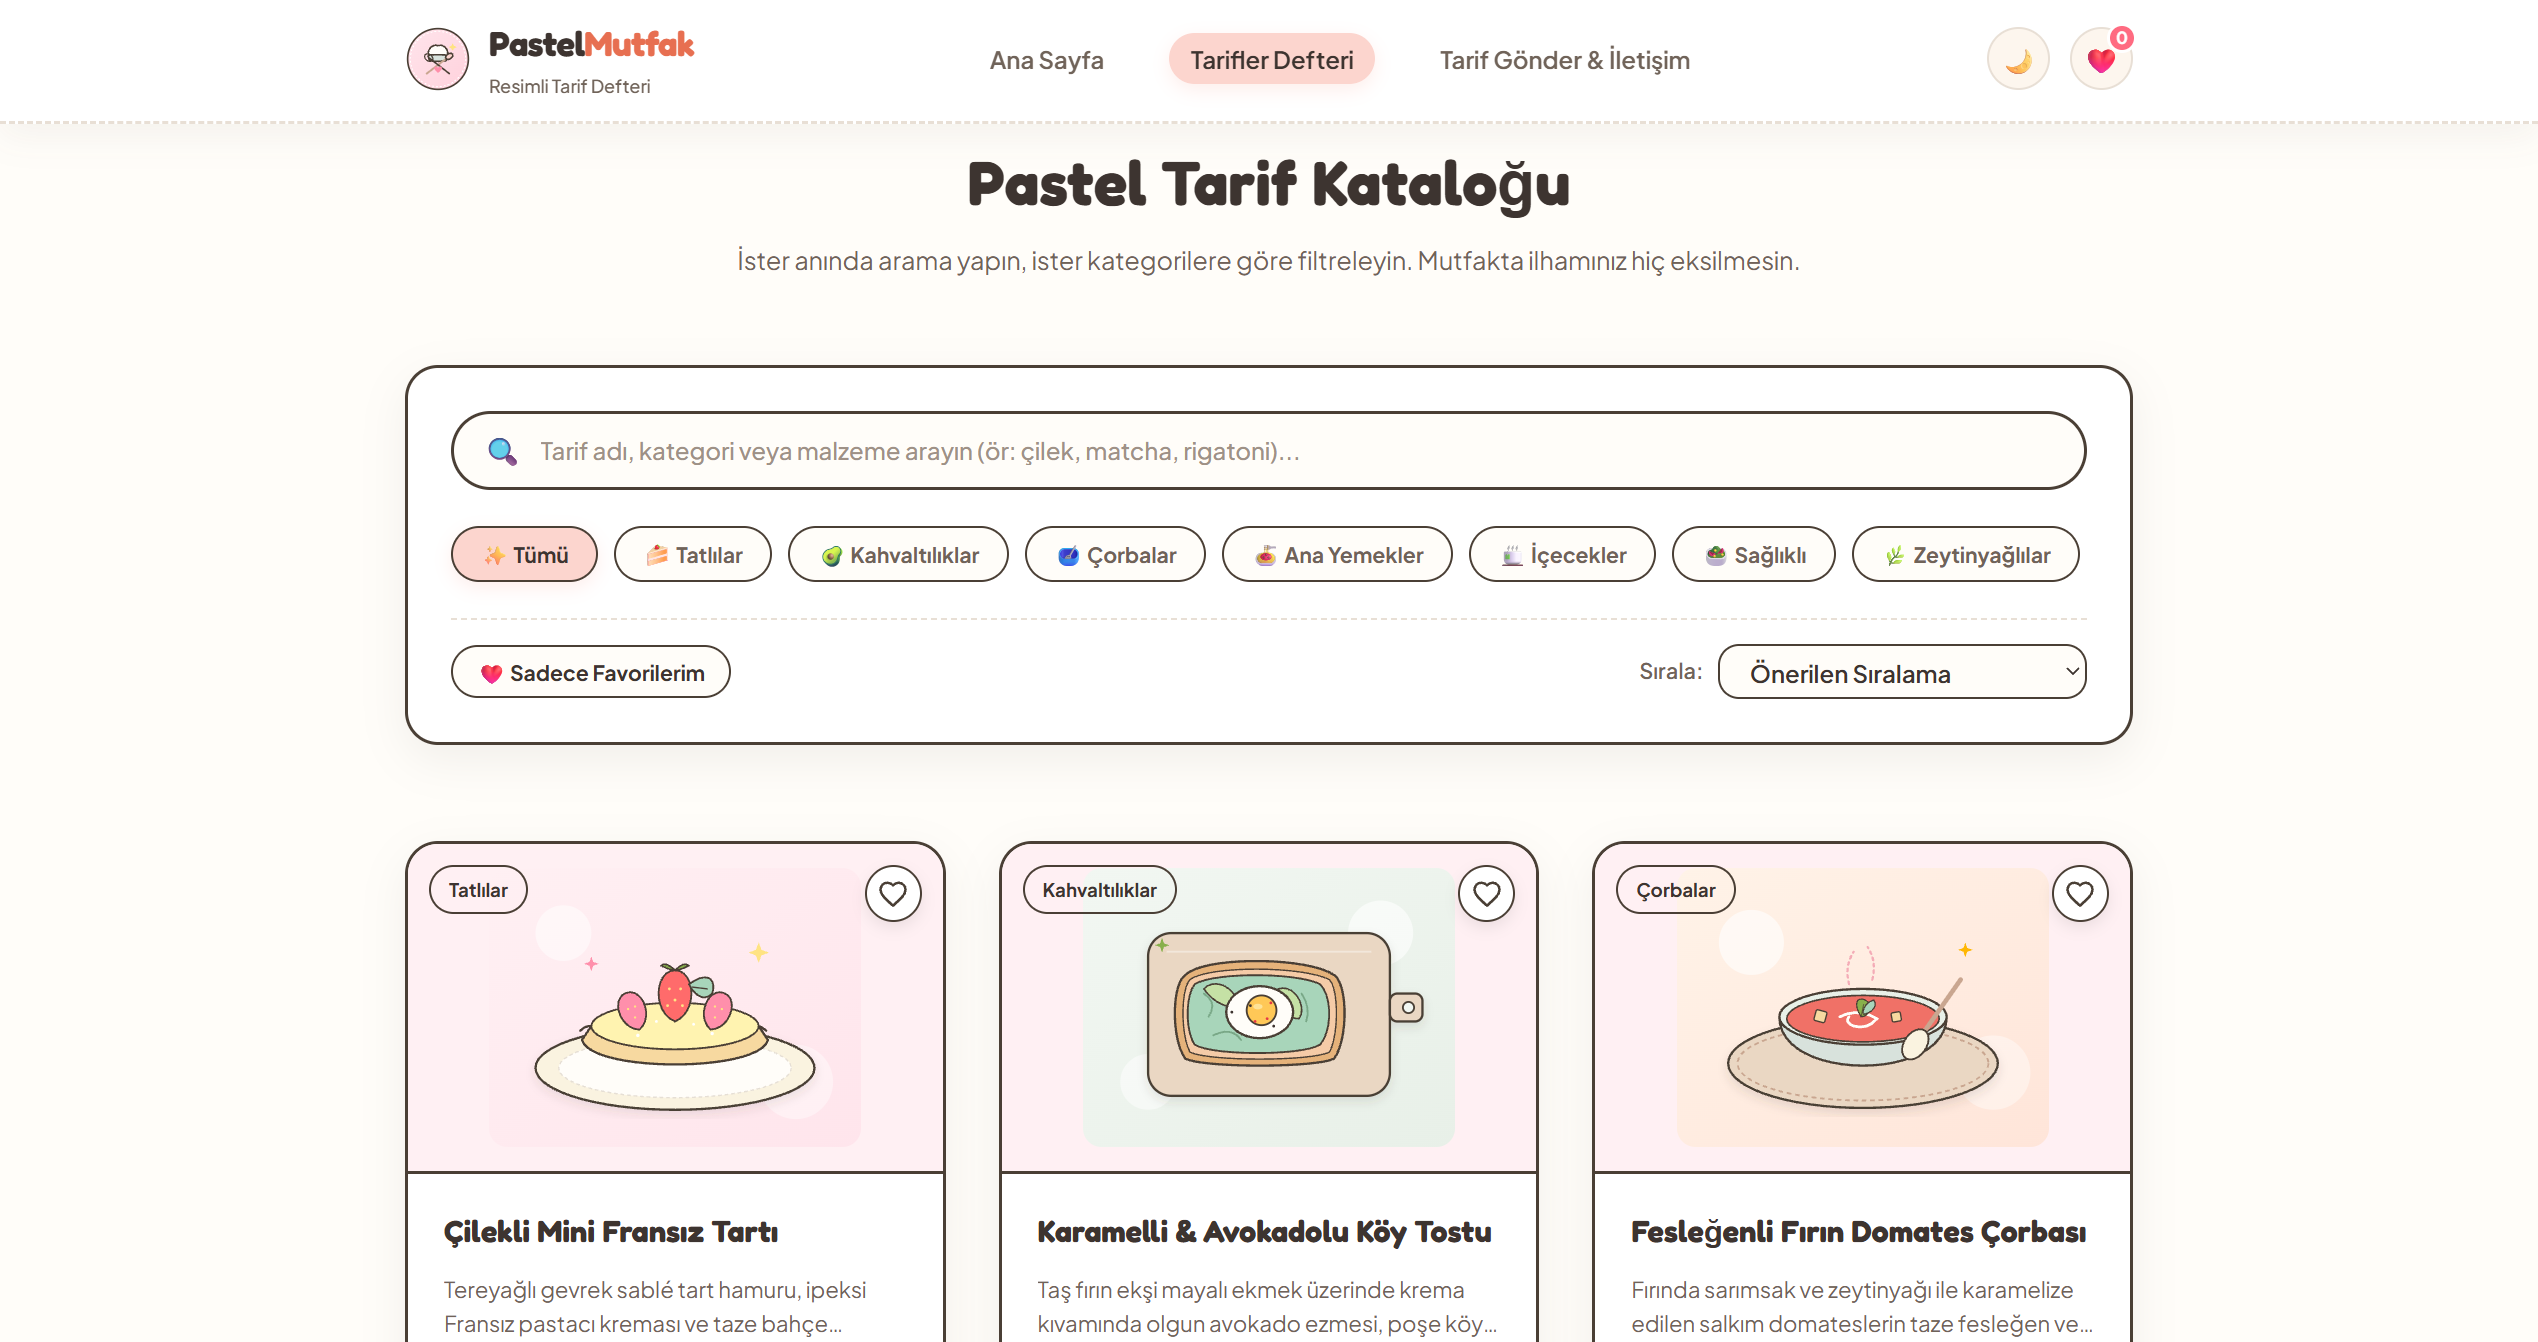 PastelMutfak
Resimli Tarif Defteri
Ana Sayfa
Tarifler Defteri
Tarif Gönder & İletişim
0
Pastel Tarif Kataloğu
İster anında arama yapın, ister kategorilere göre filtreleyin. Mutfakta ilhamınız hiç eksilmesin.
Tarif adı, kategori veya malzeme arayın (ör: çilek, matcha, rigatoni)...
Tümü
Tatlılar
Kahvaltılıklar
Çorbalar
Ana Yemekler
İçecekler
Sağlıklı
Zeytinyağlılar
Sadece Favorilerim
Sırala:
Önerilen Sıralama
Tatlılar
Çilekli Mini Fransız Tartı
Tereyağlı gevrek sablé tart hamuru, ipeksi
Fransız pastacı kreması ve taze bahçe...
Kahvaltılıklar
Karamelli & Avokadolu Köy Tostu
Taş fırın ekşi mayalı ekmek üzerinde krema
kıvamında olgun avokado ezmesi, poşe köy...
Çorbalar
Fesleğenli Fırın Domates Çorbası
Fırında sarımsak ve zeytinyağı ile karamelize
edilen salkım domateslerin taze fesleğen ve...